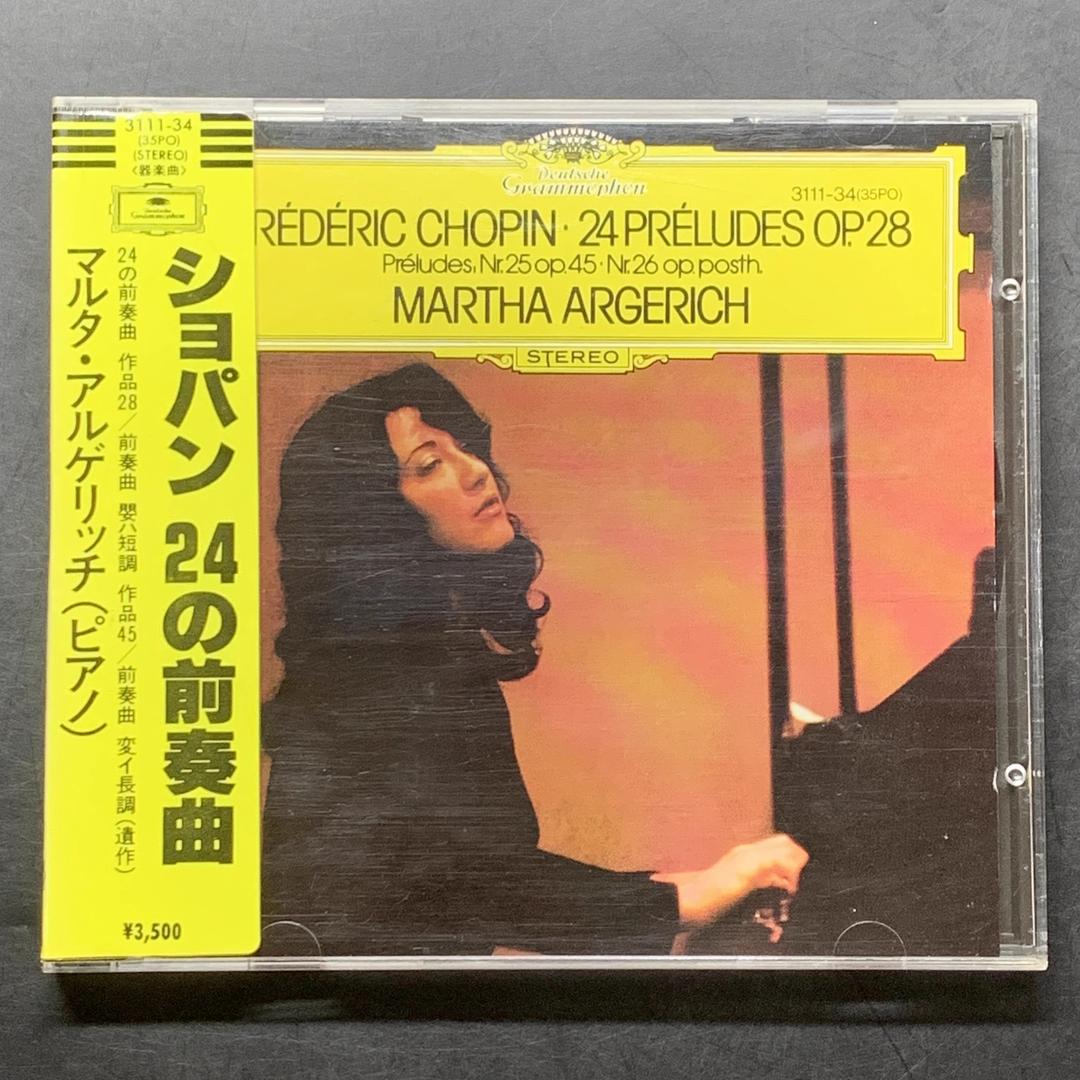 3111-34
(35PO)
(STEREO)
〈器楽曲〉
Deutsche
Grammophon
ショパン 24の前奏曲
24の前奏曲 作品28/前奏曲 嬰ハ短調 作品45/前奏曲 変イ長調(遺作)
マルタ・アルゲリッチ(ピアノ)
¥3,500
Deutsche
Grammophon
3111-34(35PO)
RÉDÉRIC CHOPIN · 24 PRÉLUDES OP.28
Préludes, Nr.25 op.45 · Nr.26 op. posth.
MARTHA ARGERICH
STEREO